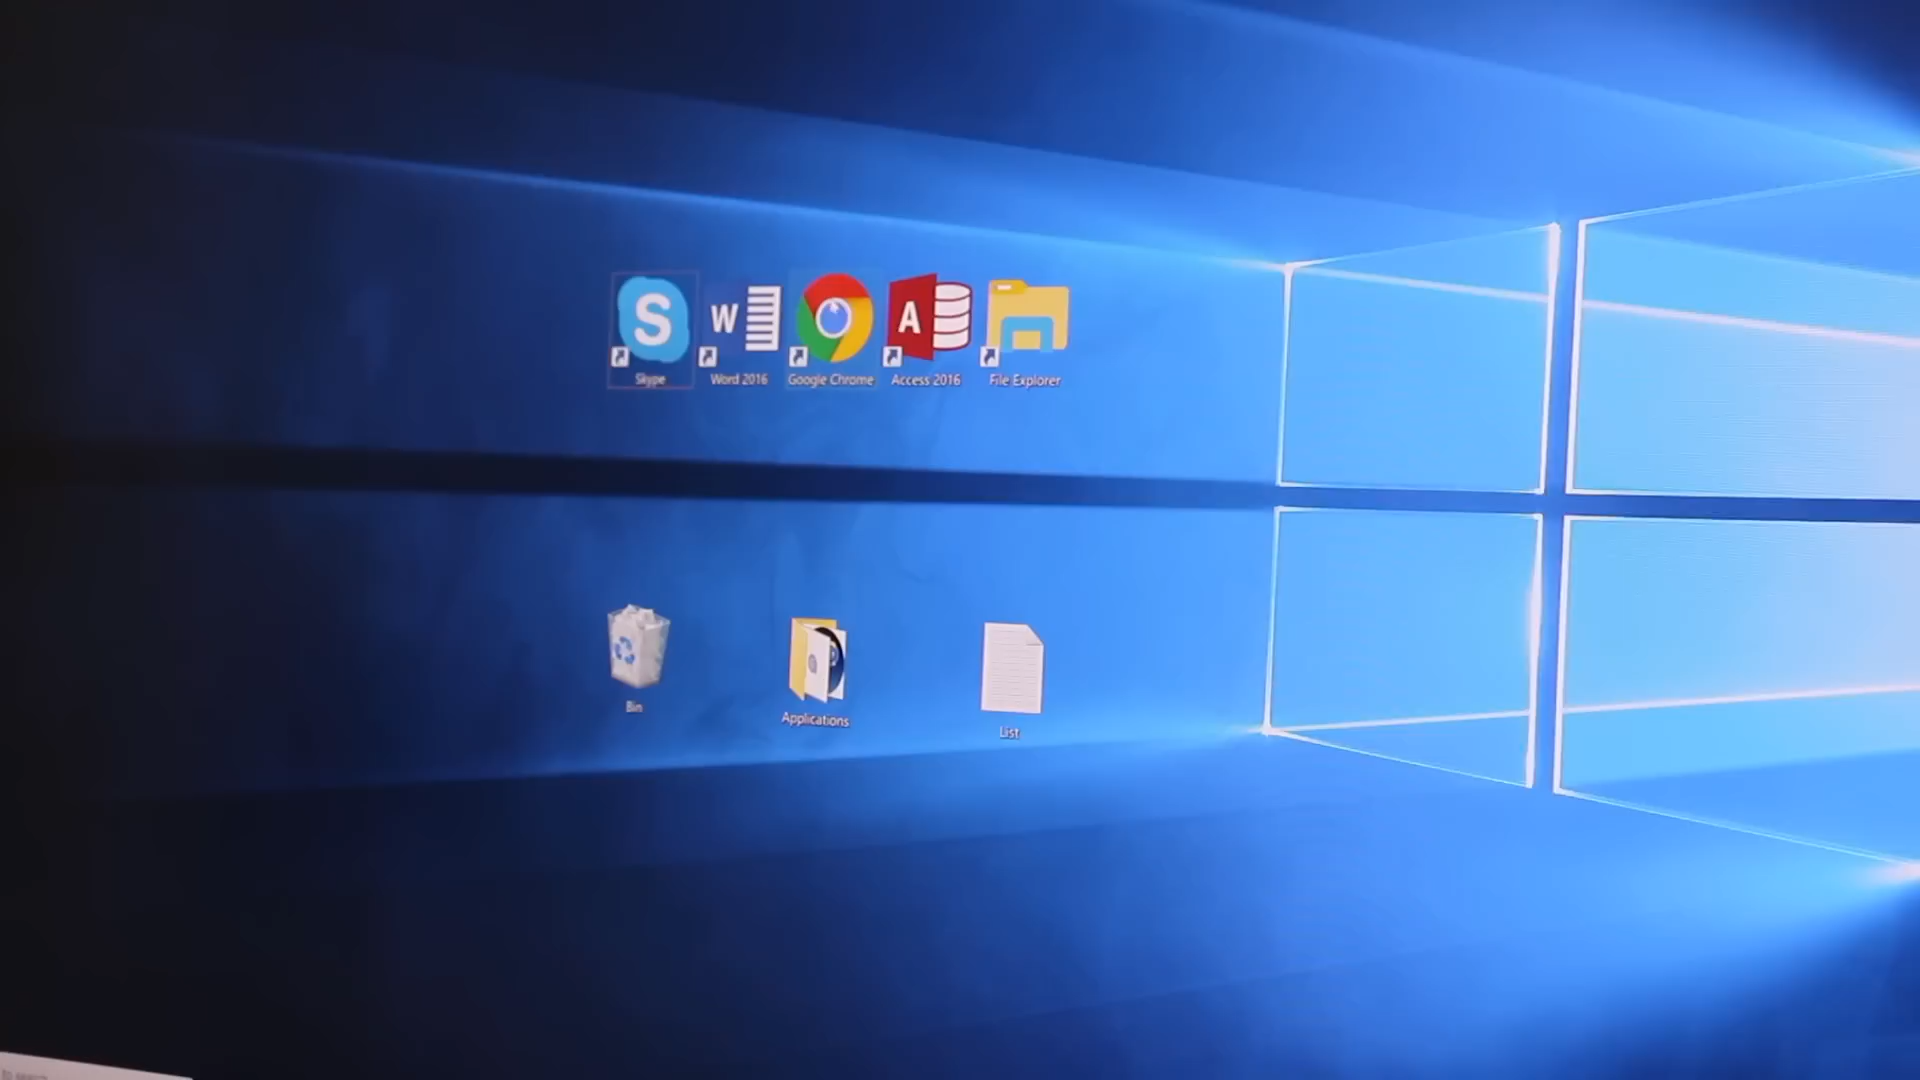 S
W
A
Skype
Word 2016
Google Chrome
Access 2016
File Explorer
Bin
Applications
List